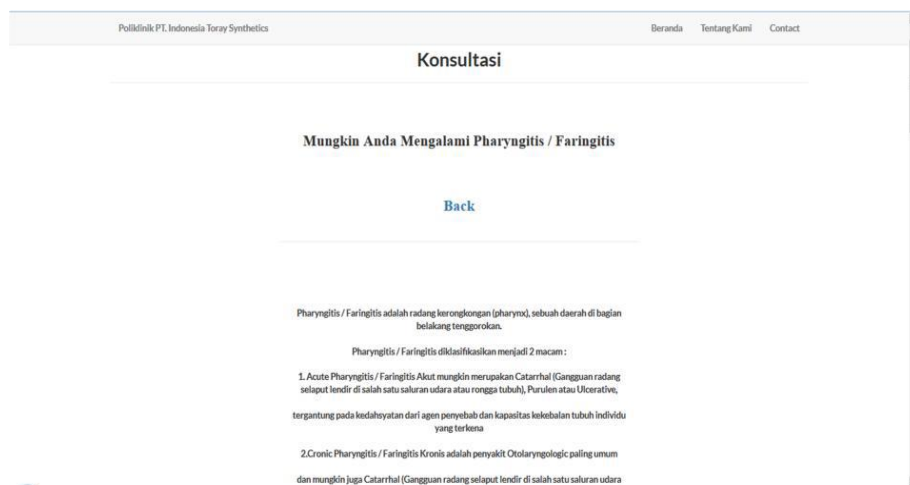 Poliklinik PT. Indonesia Toray Synthetics
Beranda Tentang Kami Contact
Konsultasi
Mungkin Anda Mengalami Pharyngitis / Faringitis
Back
Pharyngitis / Faringitis adalah radang kerongkongan (pharynx), sebuah daerah di bagian
belakang tenggorokan.
Pharyngitis / Faringitis diklasifikasikan menjadi 2 macam :
1. Acute Pharyngitis / Faringitis Akut mungkin merupakan Catarrhal (Gangguan radang
selaput lendir di salah satu saluran udara atau rongga tubuh), Purulen atau Ulcerative,
tergantung pada kedahsyatan dari agen penyebab dan kapasitas kekebalan tubuh individu
yang terkena
2.Cronic Pharyngitis / Faringitis Kronis adalah penyakit Otolaryngologic paling umum
dan mungkin juga Catarrhal (Gangguan radang selaput lendir di salah satu saluran udara